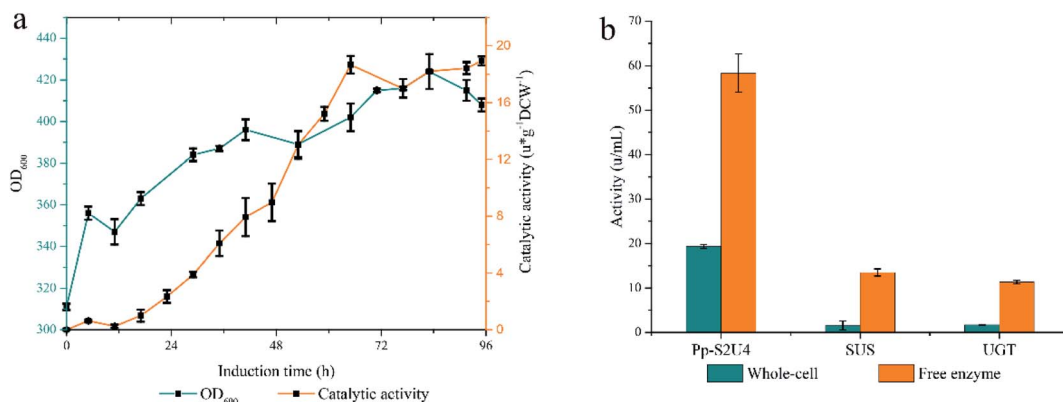 a
440
420
400
380
360
340
320
300
OD600
20
16
12
8
4
0
Catalytic activity (u*g⁻¹DCW⁻¹)
0 24 48 72 96
Induction time (h)
OD600 Catalytic activity
b
70
60
50
40
30
20
10
0
Activity (u/mL)
Pp-S2U4 SUS UGT
Whole-cell Free enzyme